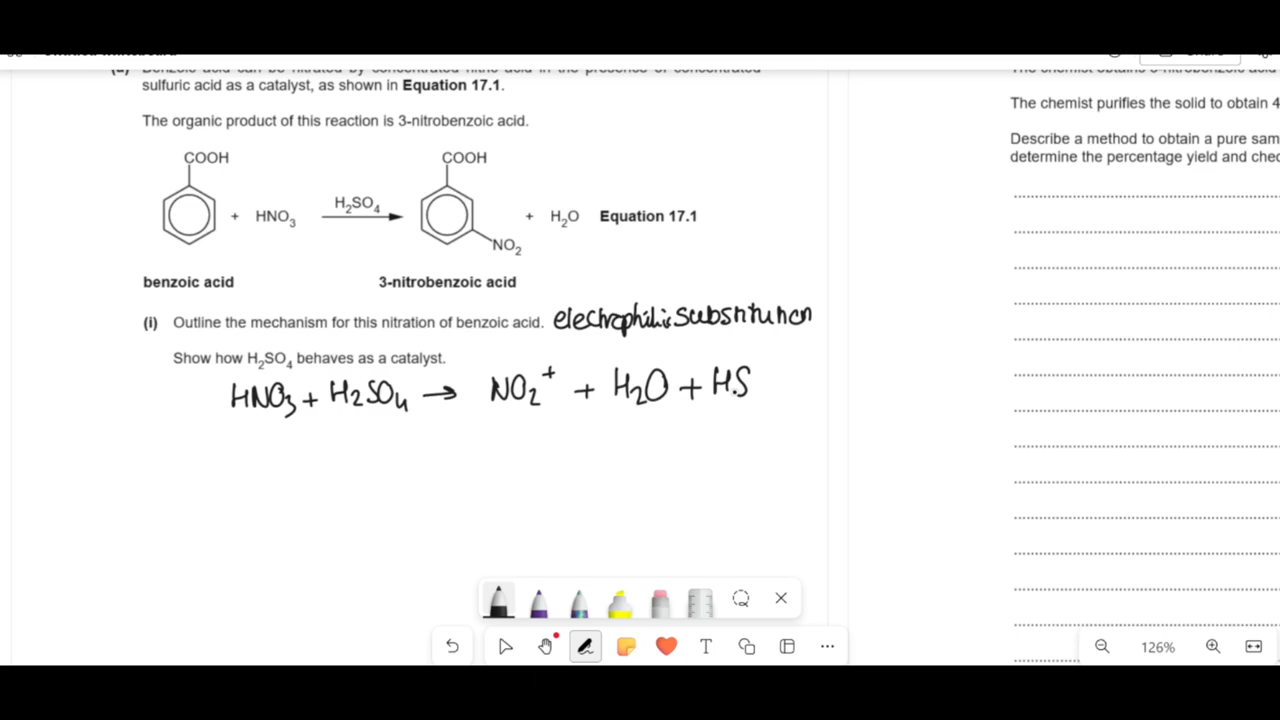 sulfuric acid as a catalyst, as shown in Equation 17.1.
The organic product of this reaction is 3-nitrobenzoic acid.
COOH COOH
+ HNO3 H2SO4 + H2O Equation 17.1
NO2
benzoic acid 3-nitrobenzoic acid
(i) Outline the mechanism for this nitration of benzoic acid. electrophilic substitution
Show how H2SO4 behaves as a catalyst.
HNO3 + H2SO4 → NO2+ + H2O + HS
The chemist purifies the solid to obtain 4
Describe a method to obtain a pure sam
determine the percentage yield and chec
T
126%